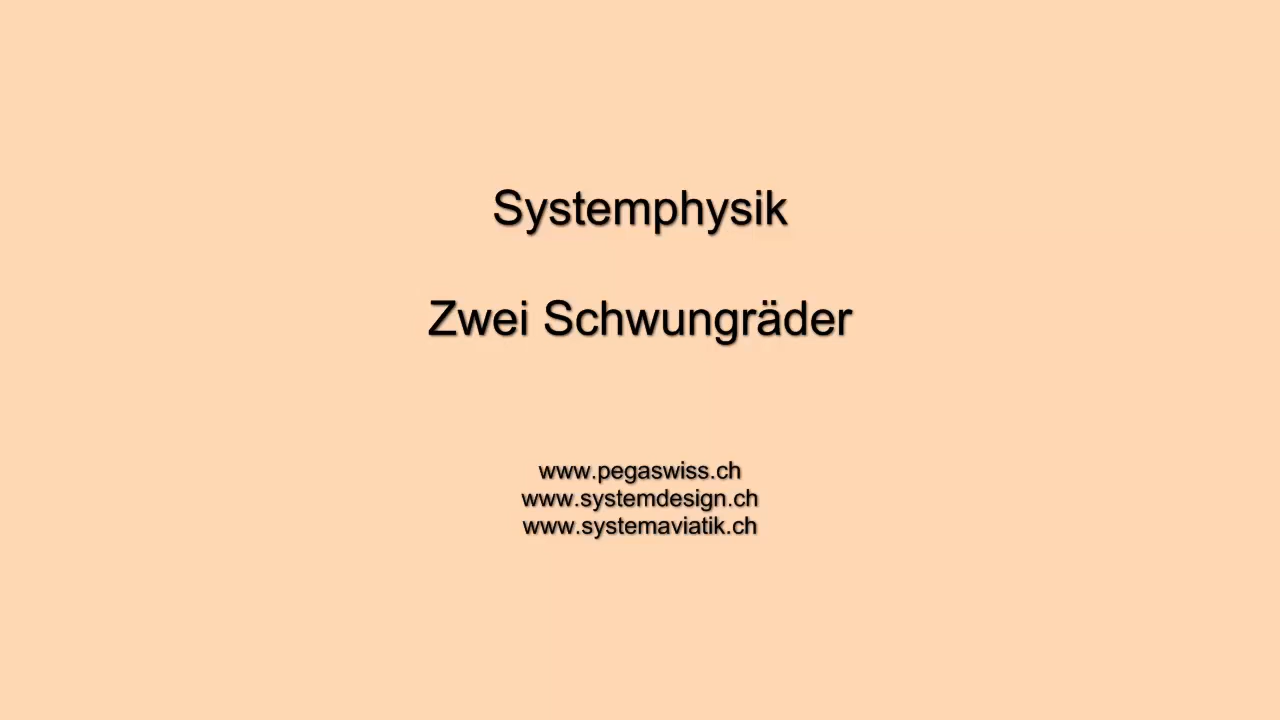 Systemphysik
Zwei Schwungräder
www.pegaswiss.ch
www.systemdesign.ch
www.systemaviatik.ch